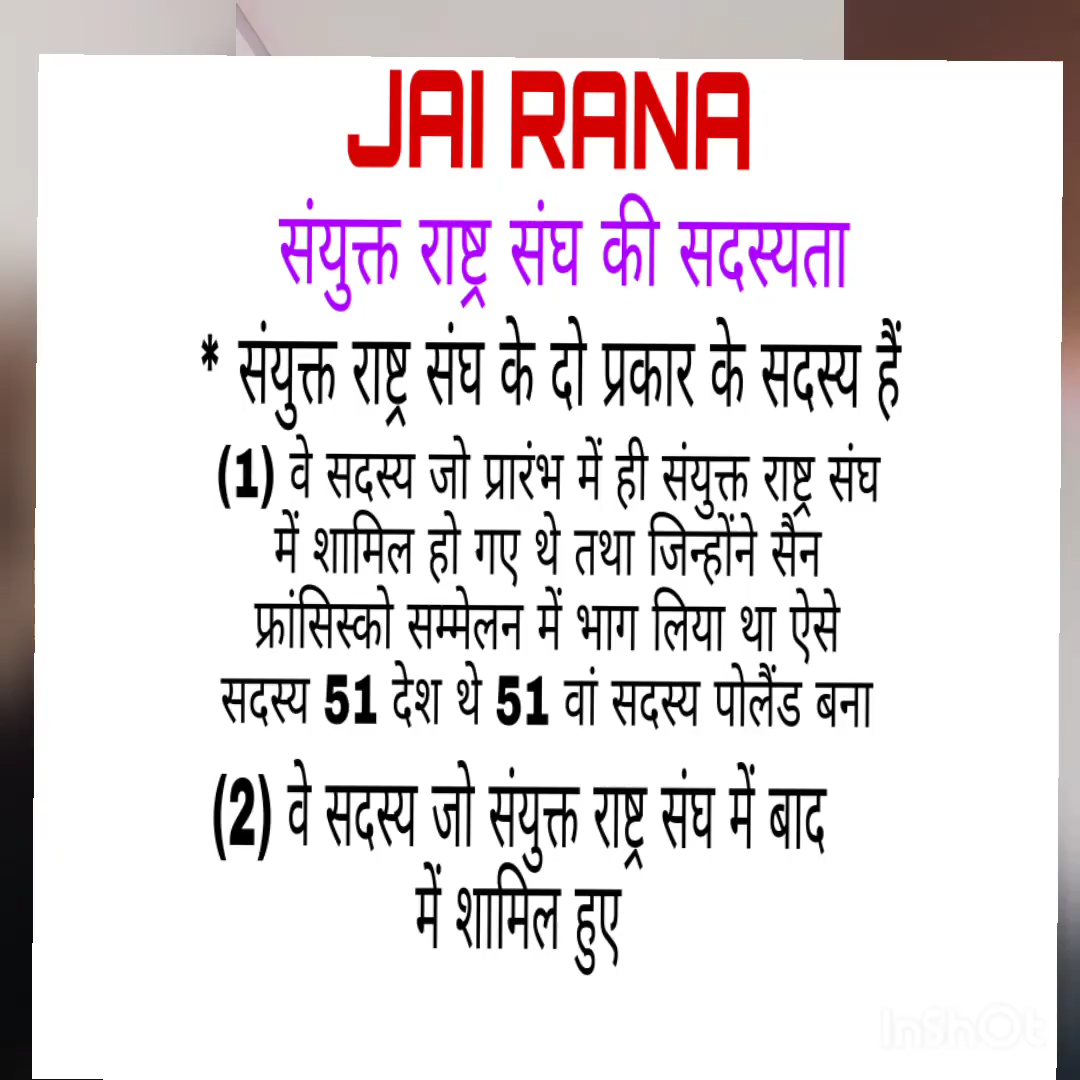 JAI RANA
संयुक्त राष्ट्र संघ की सदस्यता
* संयुक्त राष्ट्र संघ के दो प्रकार के सदस्य हैं
(1) वे सदस्य जो प्रारंभ में ही संयुक्त राष्ट्र संघ
में शामिल हो गए थे तथा जिन्होंने सैन
फ्रांसिस्को सम्मेलन में भाग लिया था ऐसे
सदस्य 51 देश थे 51 वां सदस्य पोलैंड बना
(2) वे सदस्य जो संयुक्त राष्ट्र संघ में बाद
में शामिल हुए
InShOt